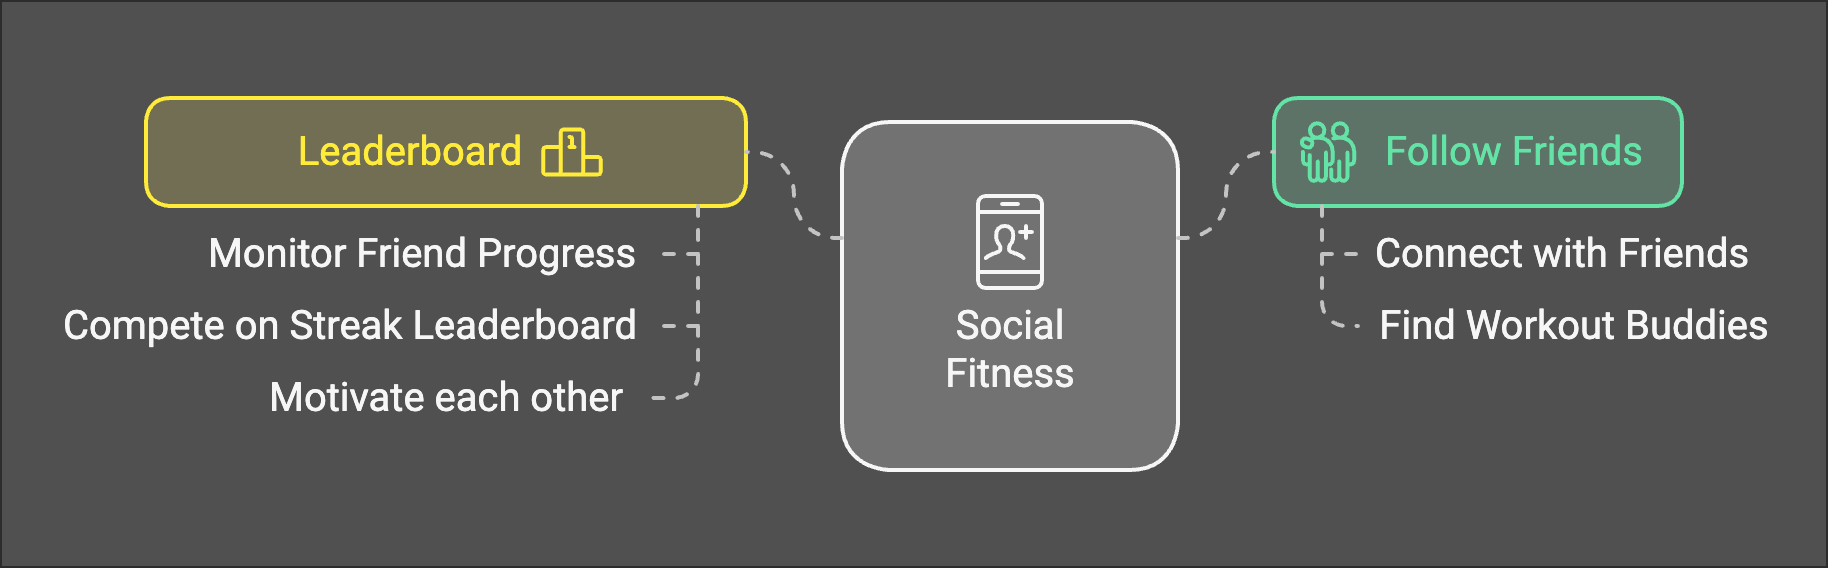 Leaderboard 1
Monitor Friend Progress
Compete on Streak Leaderboard
Motivate each other
Social
Fitness
Follow Friends
Connect with Friends
Find Workout Buddies